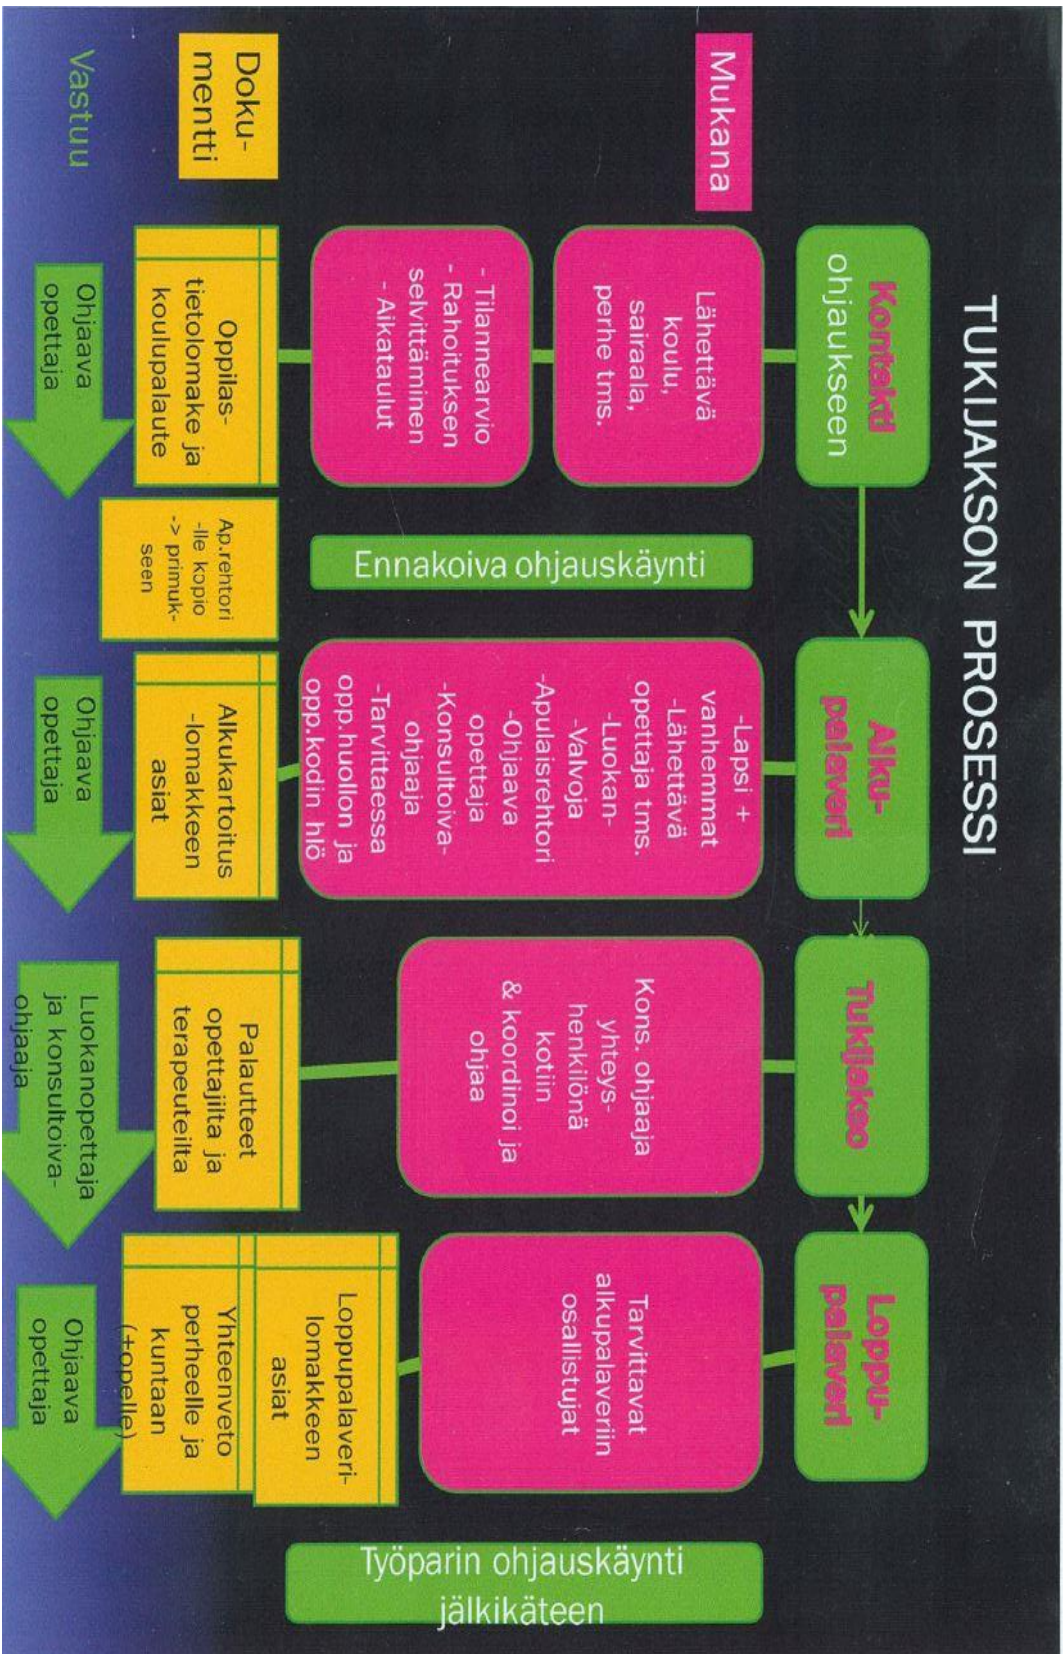 TUKIJAKSON PROSESSI
Kontakti
ohjaukseen
Alku-
palaveri
Tukijakso
Loppu-
palaveri
Mukana
Lähettävä
koulu,
sairaala,
perhe tms.
- Tilannearvio
- Rahoituksen
selvittäminen
- Aikataulut
Ennakoiva ohjauskäynti
-Lapsi +
vanhemmat
-Lähettävä
opettaja tms.
-Luokan-
-Valvoja
-Apulaisrehtori
-Ohjaava
opettaja
-Konsultoiva-
ohjaaja
-Tarvittaessa
opp.huollon ja
opp.kodin hlö
Kons. ohjaaja
yhteys-
henkilönä
kotiin
& koordinoi ja
ohjaa
Tarvittavat
alkupalaveriin
osallistujat
Työparin ohjauskäynti
jälkikäteen
Doku-
mentti
Oppilas-
tietolomake ja
koulupalaute
Ap.rehtori
-lle kopio
-> primuk-
seen
Alkukartoitus
-lomakkeen
asiat
Palautteet
opettajilta ja
terapeuteilta
Loppupalaveri-
lomakkeen
asiat
Yhteenveto
perheelle ja
kuntaan
(+opelle)
Vastuu
Ohjaava
opettaja
Ohjaava
opettaja
Luokanopettaja
ja konsultoiva-
ohjaaja
Ohjaava
opettaja